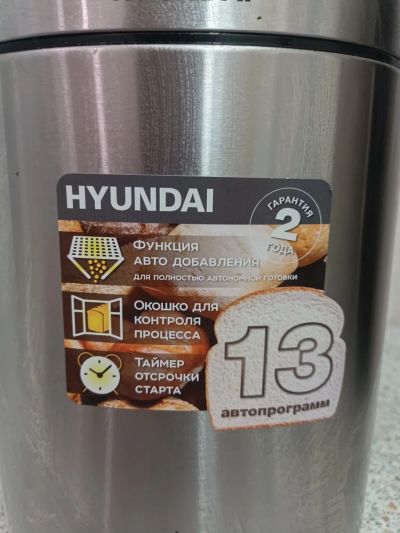 HYUNDAI
ГАРАНТИЯ
2
ГОДА
ФУНКЦИЯ
АВТО ДОБАВЛЕНИЯ
ДЛЯ ПОЛНОСТЬЮ АВТОНОМНОЙ ГОТОВКИ
ОКОШКО ДЛЯ
КОНТРОЛЯ
ПРОЦЕССА
ТАЙМЕР
ОТСРОЧКИ
СТАРТА
13
автопрограмм